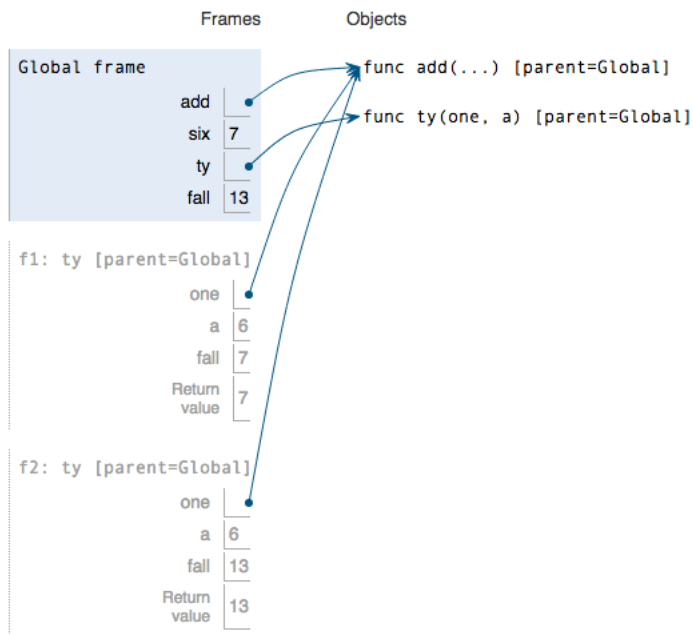 Frames Objects
Global frame func add(...) [parent=Global]
add
func ty(one, a) [parent=Global]
six 7
ty
fall 13
f1: ty [parent=Global]
one
a 6
fall 7
Return
value 7
f2: ty [parent=Global]
one
a 6
fall 13
Return
value 13